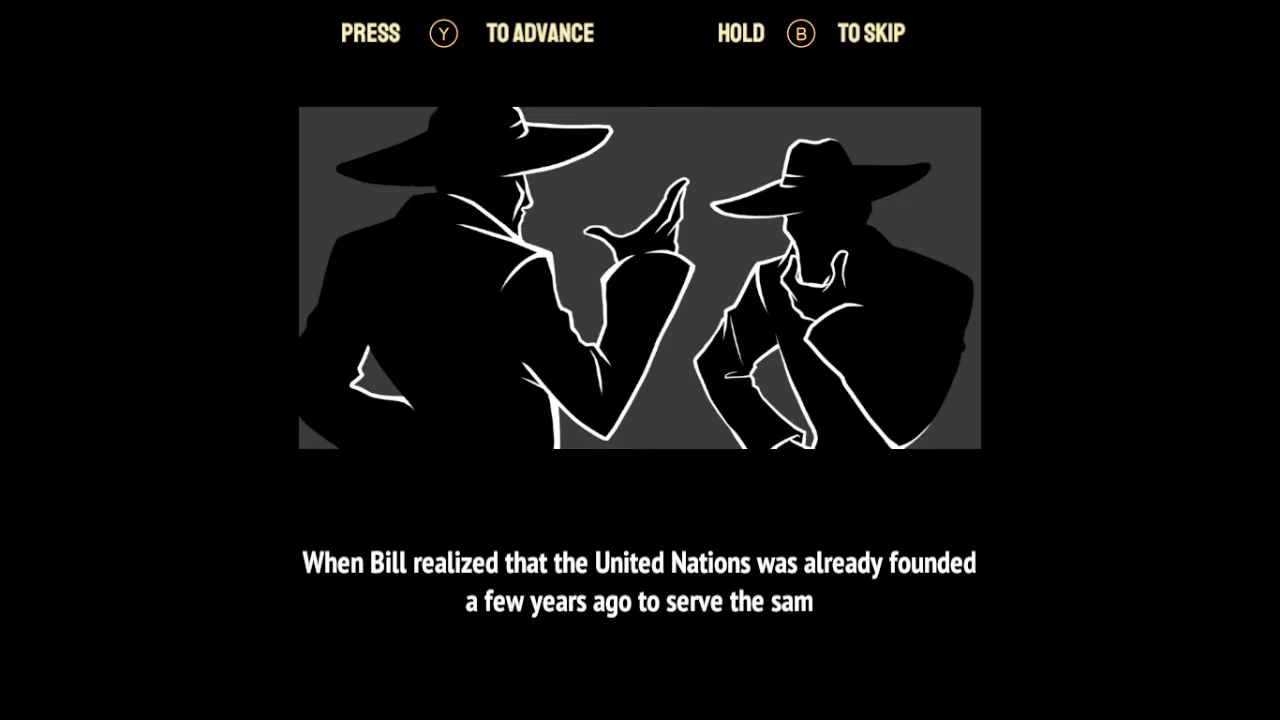 PRESS Y TO ADVANCE HOLD B TO SKIP
When Bill realized that the United Nations was already founded
a few years ago to serve the sam